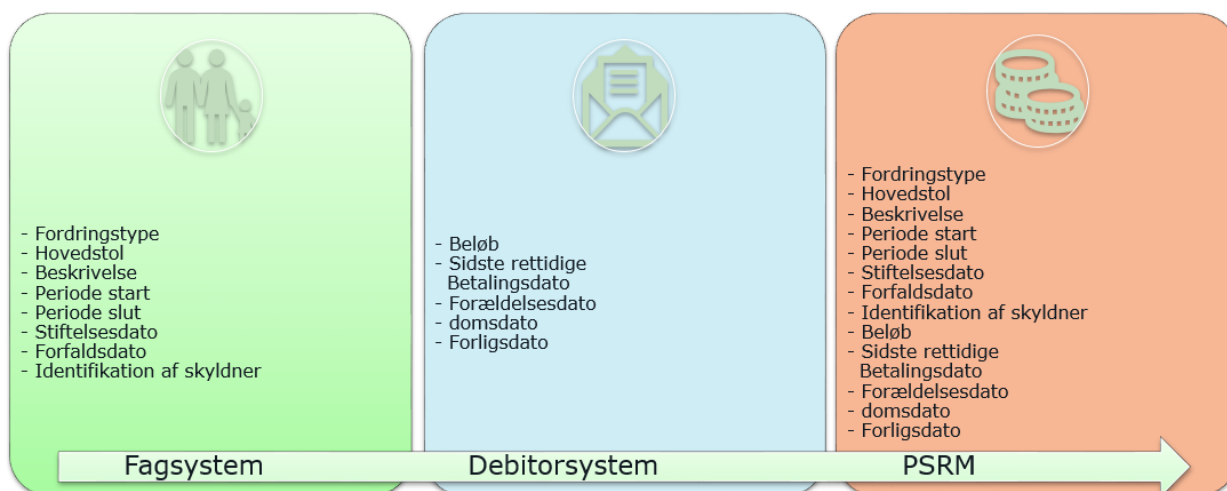 - Fordringstype
- Hovedstol
- Beskrivelse
- Periode start
- Periode slut
- Stiftelsesdato
- Forfaldsdato
- Identifikation af skyldner
- Beløb
- Sidste rettidige
Betalingsdato
- Forældelsesdato
- domsdato
- Forligsdato
- Fordringstype
- Hovedstol
- Beskrivelse
- Periode start
- Periode slut
- Stiftelsesdato
- Forfaldsdato
- Identifikation af skyldner
- Beløb
- Sidste rettidige
Betalingsdato
- Forældelsesdato
- domsdato
- Forligsdato
Fagsystem
Debitorsystem
PSRM